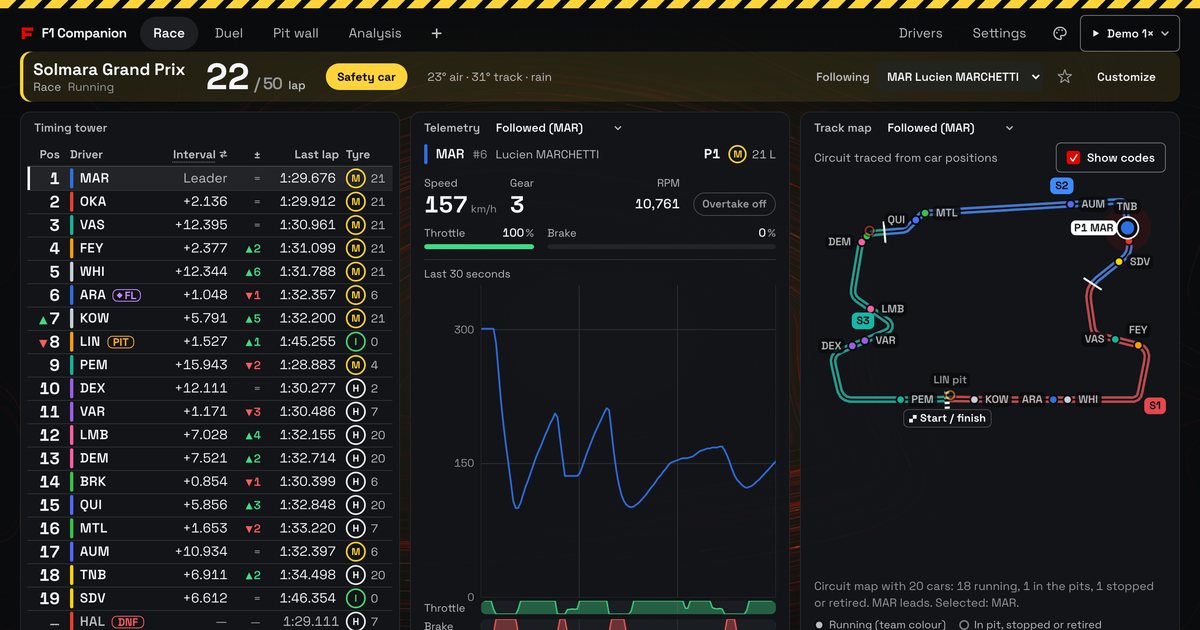 F1 Companion Race Duel Pit wall Analysis + Drivers Settings Demo 1×
Solmara Grand Prix
Race Running
22 /50 lap
Safety car
23° air · 31° track · rain
Following MAR Lucien MARCHETTI
Customize
Timing tower
Pos Driver Interval ⇄ ± Last lap Tyre
1 MAR Leader = 1:29.676 M 21
2 OKA +2.136 = 1:29.912 M 21
3 VAS +12.395 = 1:30.961 M 21
4 FEY +2.377 ▲2 1:31.099 M 21
5 WHI +12.344 ▲6 1:31.788 M 21
6 ARA ◆FL +1.048 ▼1 1:32.357 M 6
▲7 KOW +5.791 ▲5 1:32.200 M 21
▼8 LIN PIT +1.527 ▲1 1:45.255 I 0
9 PEM +15.943 ▼2 1:28.883 M 4
10 DEX +12.111 = 1:30.277 H 2
11 VAR +1.171 ▼3 1:30.486 H 7
12 LMB +7.028 ▲4 1:32.155 H 20
13 DEM +7.521 ▲2 1:32.714 H 20
14 BRK +0.854 ▼1 1:30.399 H 6
15 QUI +5.856 ▲3 1:32.848 H 20
16 MTL +1.653 ▼2 1:33.220 H 7
17 AUM +10.934 = 1:32.397 M 6
18 TNB +6.911 ▲2 1:34.498 H 20
19 SDV +6.612 = 1:46.354 I 0
— HAL DNF — — 1:29.111 H 7
Telemetry Followed (MAR)
MAR #6 Lucien MARCHETTI P1 M 21 L
Speed Gear RPM
157 km/h 3 10,761 Overtake off
Throttle 100% Brake 0%
Last 30 seconds
300
150
0
Throttle
Brake
Track map Followed (MAR)
Circuit traced from car positions
Show codes
S2
AUM TNB
QUI MTL
P1 MAR
DEM
SDV
LMB
S3
FEY
VAS
DEX VAR
LIN pit
PEM KOW ARA WHI
S1
Start / finish
Circuit map with 20 cars: 18 running, 1 in the pits, 1 stopped
or retired. MAR leads. Selected: MAR.
Running (team colour) In pit, stopped or retired